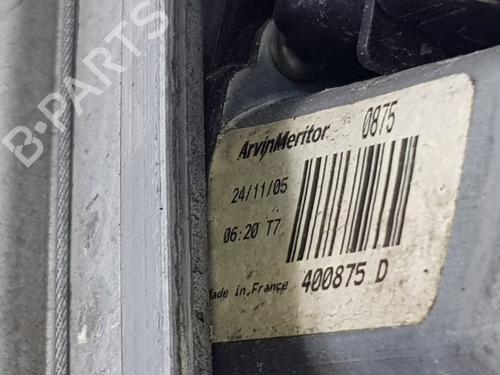 B-PARTS
ArvinMeritor 0875
24/11/05
06:20 T7
Made in France 400875 D